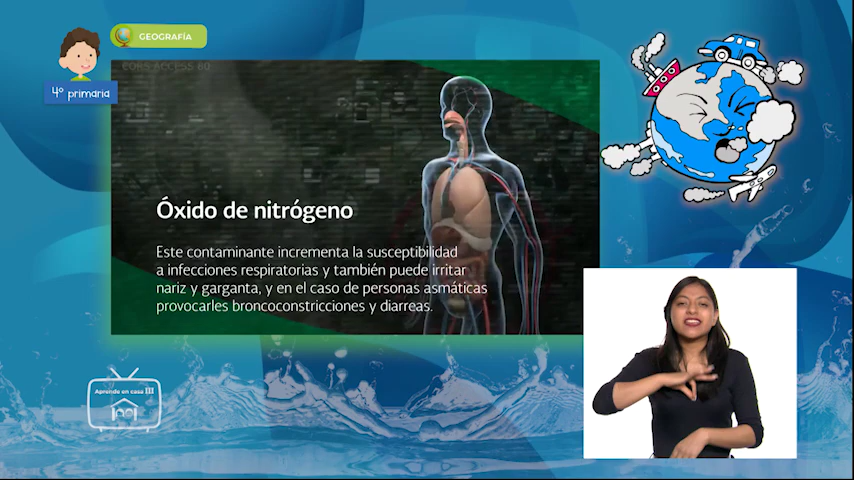 GEOGRAFÍA
4º primaria
Óxido de nitrógeno
Este contaminante incrementa la susceptibilidad
a infecciones respiratorias y también puede irritar
nariz y garganta, y en el caso de personas asmáticas
provocarles broncoconstricciones y diarreas.
Aprende en casa III